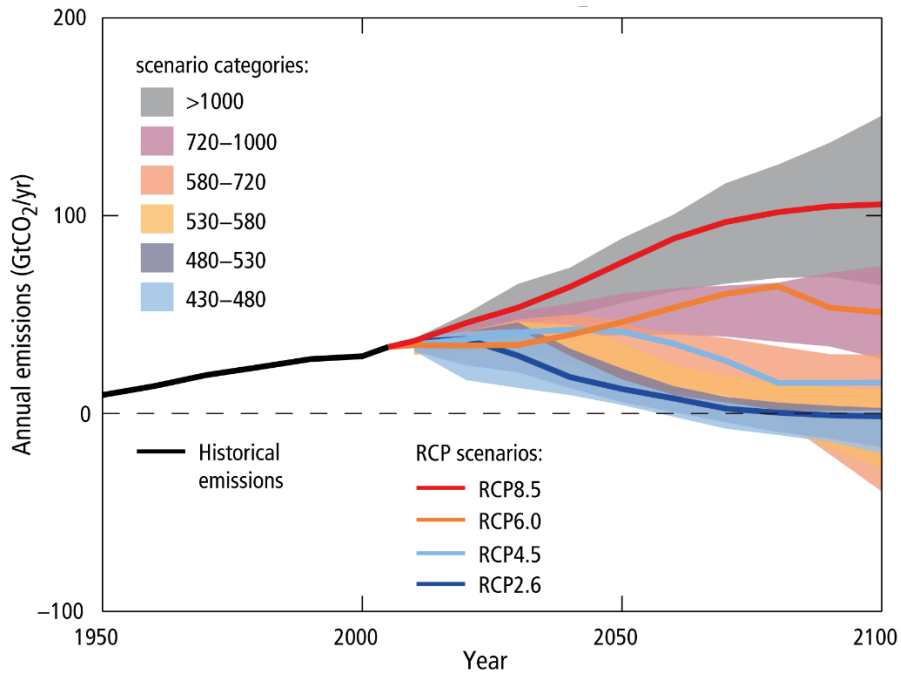 200
scenario categories:
>1000
720–1000
580–720
530–580
480–530
430–480
100
Annual emissions (GtCO₂/yr)
0
Historical
emissions
RCP scenarios:
RCP8.5
RCP6.0
RCP4.5
RCP2.6
–100
1950
2000
2050
2100
Year